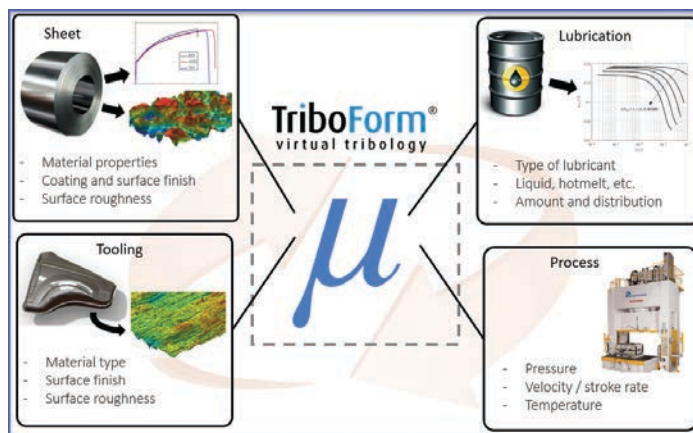 Sheet
- Material properties
- Coating and surface finish
- Surface roughness
TriboForm®
virtual tribology
μ
Lubrication
- Type of lubricant
- Liquid, hotmelt, etc.
- Amount and distribution
Tooling
- Material type
- Surface finish
- Surface roughness
Process
- Pressure
- Velocity / stroke rate
- Temperature